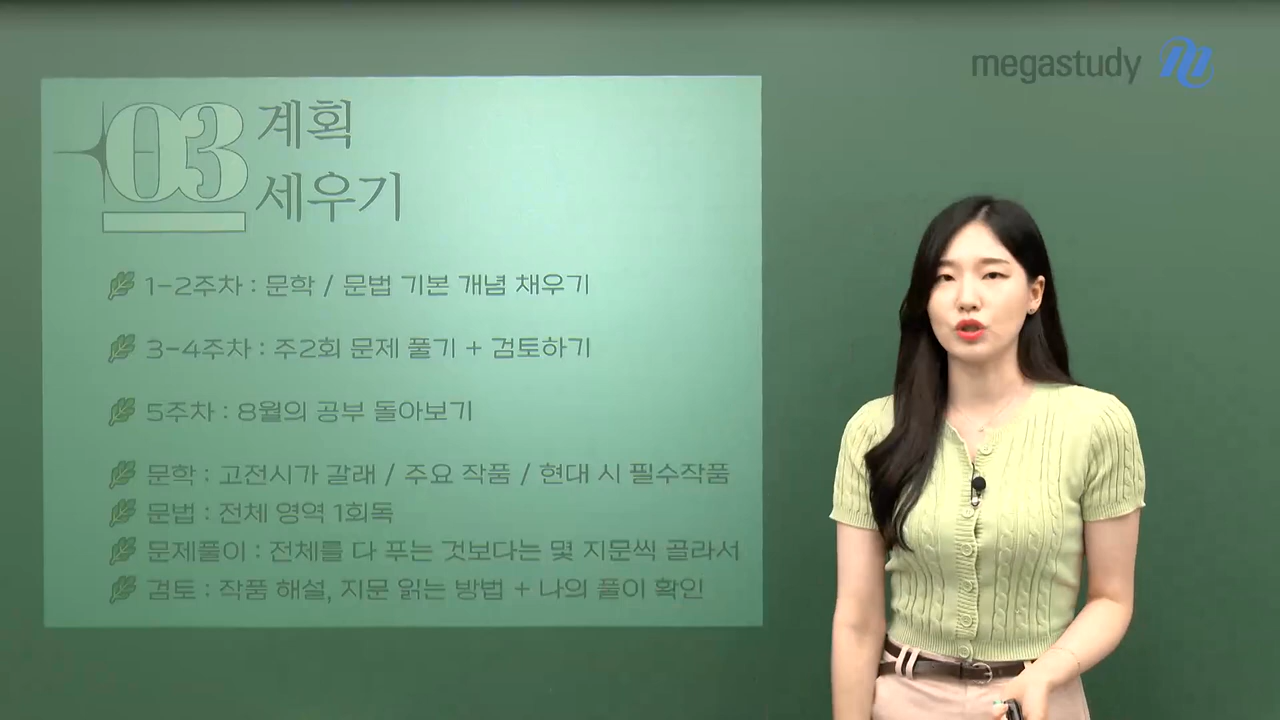 megastudy
03 계획
세우기
1-2주차 : 문학 / 문법 기본 개념 채우기
3-4주차 : 주2회 문제 풀기 + 검토하기
5주차 : 8월의 공부 돌아보기
문학 : 고전시가 갈래 / 주요 작품 / 현대 시 필수작품
문법 : 전체 영역 1회독
문제풀이 : 전체를 다 푸는 것보다는 몇 지문씩 골라서
검토 : 작품 해설, 지문 읽는 방법 + 나의 풀이 확인